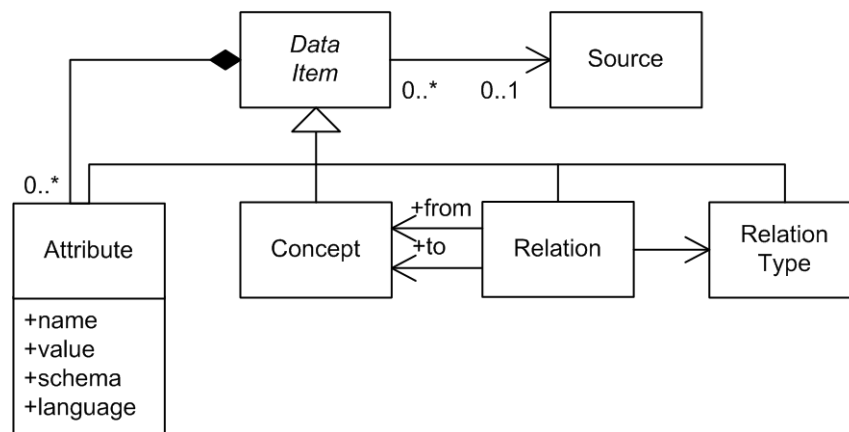 Data
Item
Source
0..*
0..1
0..*
Attribute
+name
+value
+schema
+language
Concept
+from
+to
Relation
Relation
Type